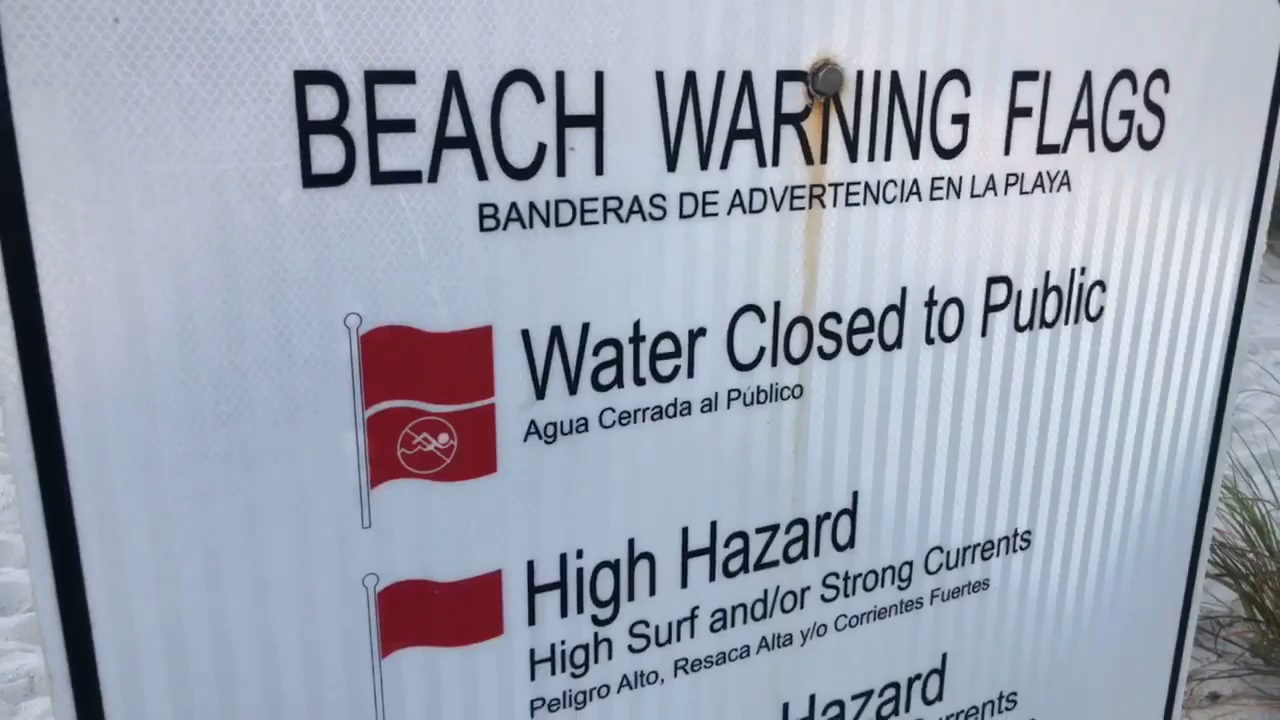 BEACH WARNING FLAGS
BANDERAS DE ADVERTENCIA EN LA PLAYA
Water Closed to Public
Agua Cerrada al Público
High Hazard
High Surf and/or Strong Currents
Peligro Alto, Resaca Alta y/o Corrientes Fuertes
Hazard